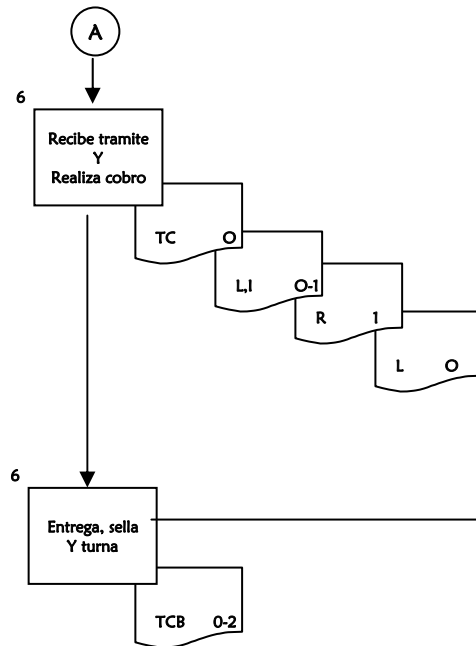 A
6
Recibe tramite
Y
Realiza cobro
TC O
L,I O-1
R 1
L O
6
Entrega, sella
Y turna
TCB 0-2